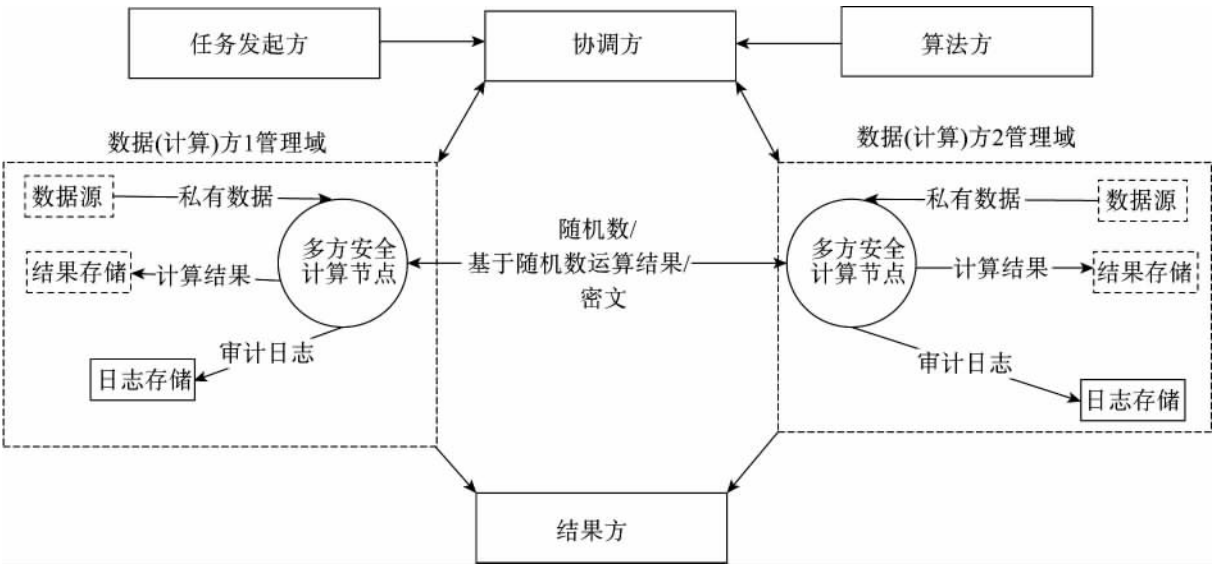 任务发起方
协调方
算法方
数据(计算)方1管理域
数据(计算)方2管理域
数据源
私有数据
多方安全
计算节点
结果存储
计算结果
审计日志
日志存储
随机数/
基于随机数运算结果/
密文
私有数据
数据源
多方安全
计算节点
计算结果
结果存储
审计日志
日志存储
结果方